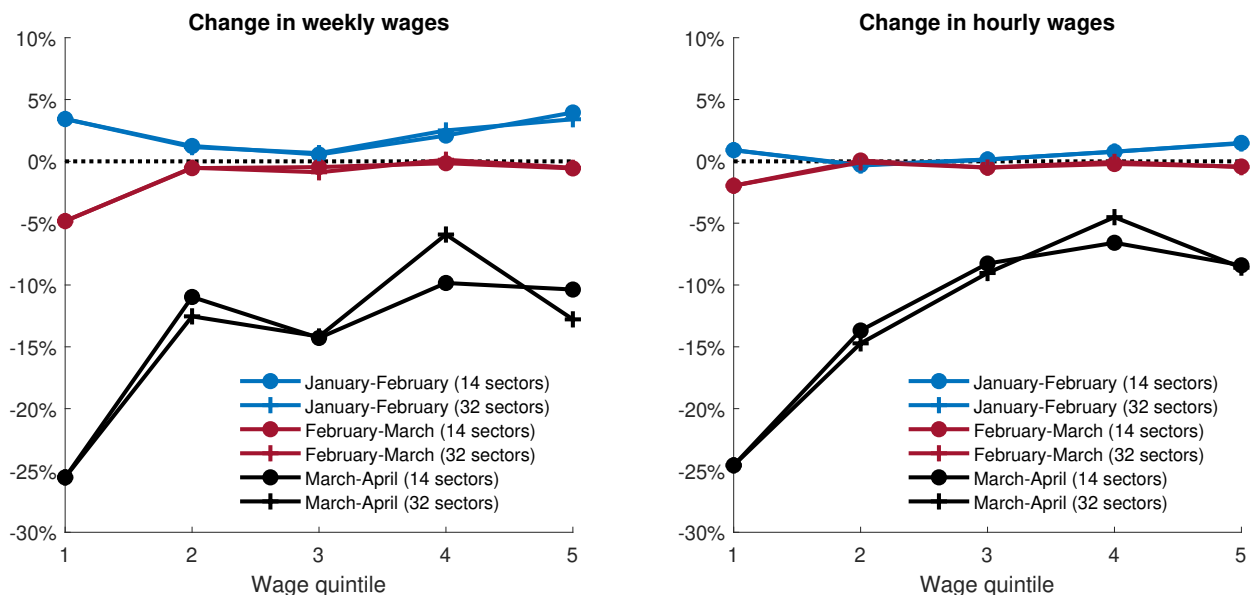 Change in weekly wages
10%
5%
0%
-5%
-10%
-15%
-20%
-25%
-30%
January-February (14 sectors)
January-February (32 sectors)
February-March (14 sectors)
February-March (32 sectors)
March-April (14 sectors)
March-April (32 sectors)
1 2 3 4 5
Wage quintile
Change in hourly wages
10%
5%
0%
-5%
-10%
-15%
-20%
-25%
-30%
January-February (14 sectors)
January-February (32 sectors)
February-March (14 sectors)
February-March (32 sectors)
March-April (14 sectors)
March-April (32 sectors)
1 2 3 4 5
Wage quintile